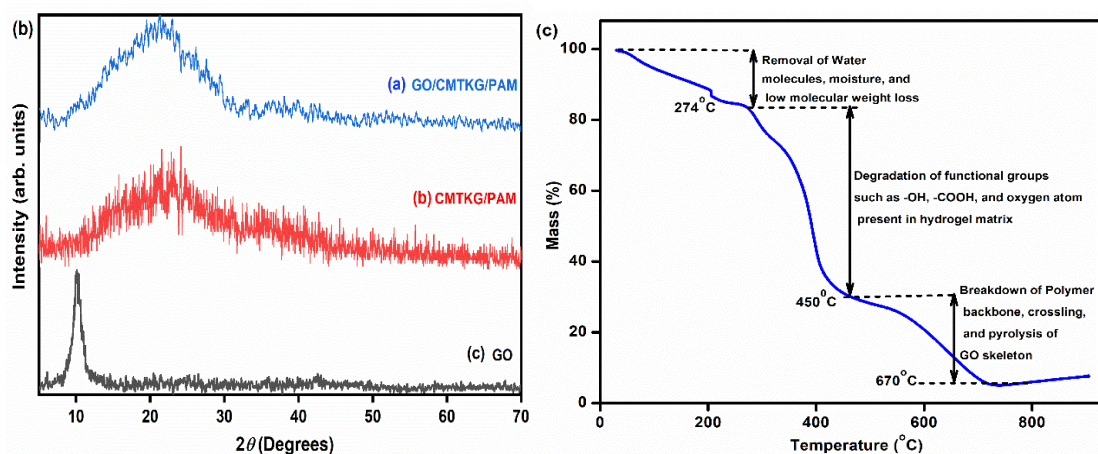 (b)
(a) GO/CMTKG/PAM
(b) CMTKG/PAM
(c) GO
Intensity (arb. units)
10 20 30 40 50 60 70
2θ (Degrees)
(c)
100
80
60
40
20
0
Mass (%)
Removal of Water
molecules, moisture, and
low molecular weight loss
274°C
Degradation of functional groups
such as -OH, -COOH, and oxygen atom
present in hydrogel matrix
450⁰C
Breakdown of Polymer
backbone, crossling,
and pyrolysis of
GO skeleton
670°C
0 200 400 600 800
Temperature (°C)